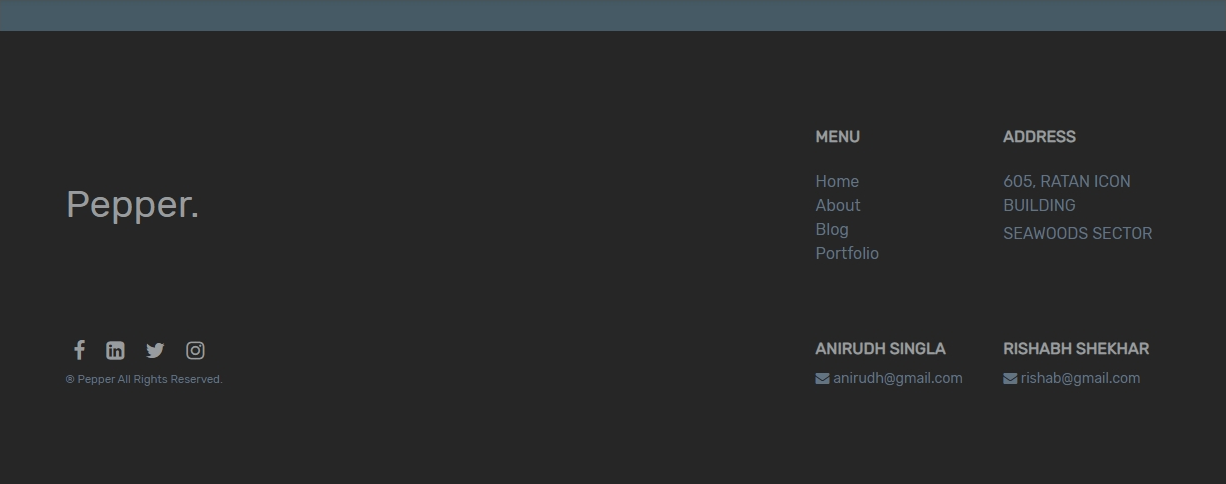 Pepper.
MENU
Home
About
Blog
Portfolio
ADDRESS
605, RATAN ICON
BUILDING
SEAWOODS SECTOR
® Pepper All Rights Reserved.
ANIRUDH SINGLA
anirudh@gmail.com
RISHABH SHEKHAR
rishab@gmail.com